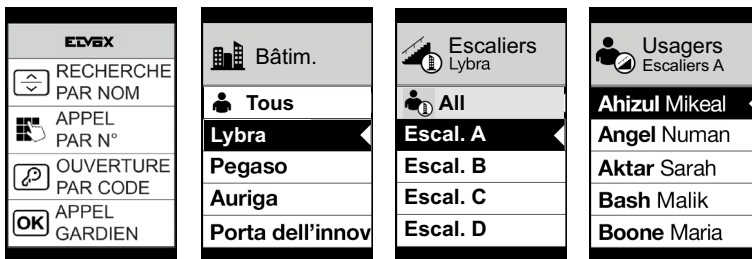 ELVOX
RECHERCHE
PAR NOM
APPEL
PAR N°
OUVERTURE
PAR CODE
OK
APPEL
GARDIEN
Bâtim.
Tous
Lybra
Pegaso
Auriga
Porta dell'innov
Escaliers
Lybra
All
Escal. A
Escal. B
Escal. C
Escal. D
Usagers
Escaliers A
Ahizul Mikeal
Angel Numan
Aktar Sarah
Bash Malik
Boone Maria